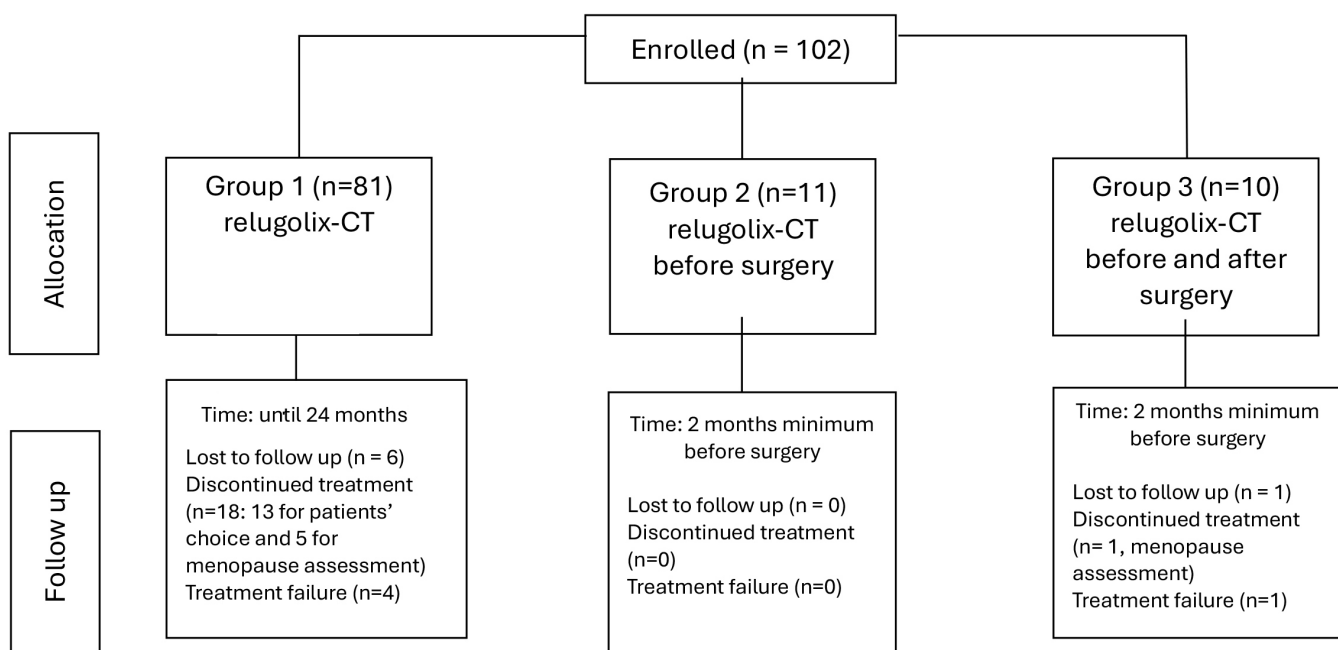 Enrolled (n = 102)
Allocation
Group 1 (n=81)
relugolix-CT
Group 2 (n=11)
relugolix-CT
before surgery
Group 3 (n=10)
relugolix-CT
before and after
surgery
Follow up
Time: until 24 months
Lost to follow up (n = 6)
Discontinued treatment
(n=18: 13 for patients’
choice and 5 for
menopause assessment)
Treatment failure (n=4)
Time: 2 months minimum
before surgery
Lost to follow up (n = 0)
Discontinued treatment
(n=0)
Treatment failure (n=0)
Time: 2 months minimum
before surgery
Lost to follow up (n = 1)
Discontinued treatment
(n= 1, menopause
assessment)
Treatment failure (n=1)